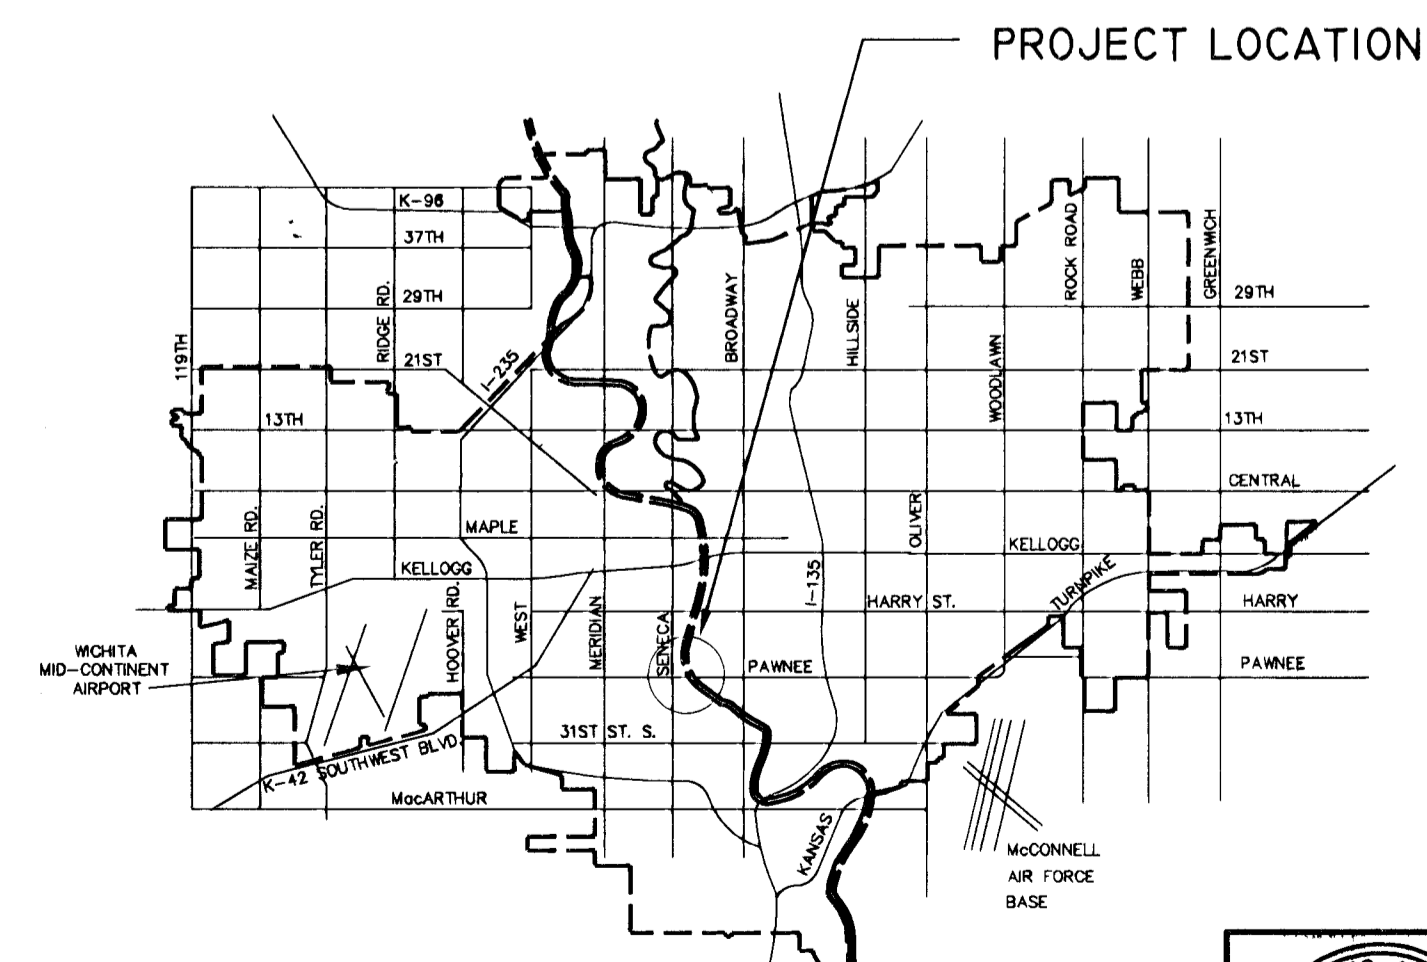 PROJECT LOCATION
K-96
37TH
RIDGE RD.
29TH
119TH
21ST
I-235
13TH
BROADWAY
HILLSIDE
WOODLAWN
ROCK ROAD
WEBB
GREENWICH
29TH
21ST
13TH
CENTRAL
MAIZE RD.
TYLER RD.
MAPLE
KELLOGG
HOOVER RD.
WEST
MERIDIAN
SENECA
I-135
OLIVER
KELLOGG
TURNPIKE
HARRY ST.
HARRY
PAWNEE
PAWNEE
WICHITA
MID-CONTINENT
AIRPORT
31ST ST. S.
K-42 SOUTHWEST BLVD.
MacARTHUR
KANSAS
McCONNELL
AIR FORCE
BASE